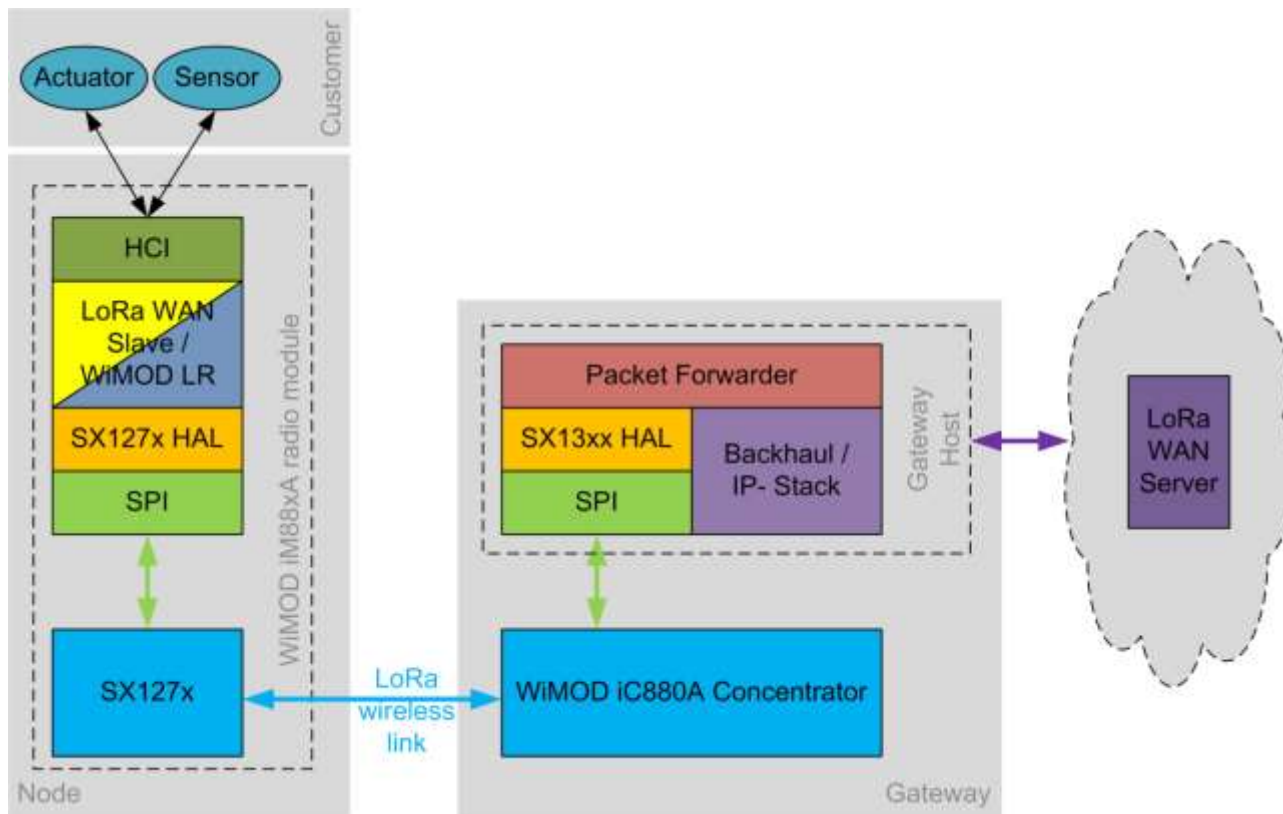 Actuator
Sensor
Customer
HCI
LoRa WAN
Slave /
WiMOD LR
SX127x HAL
SPI
WiMOD iM88xA radio module
SX127x
Node
LoRa
wireless
link
Packet Forwarder
SX13xx HAL
SPI
Backhaul /
IP- Stack
Gateway
Host
WiMOD iC880A Concentrator
Gateway
LoRa
WAN
Server